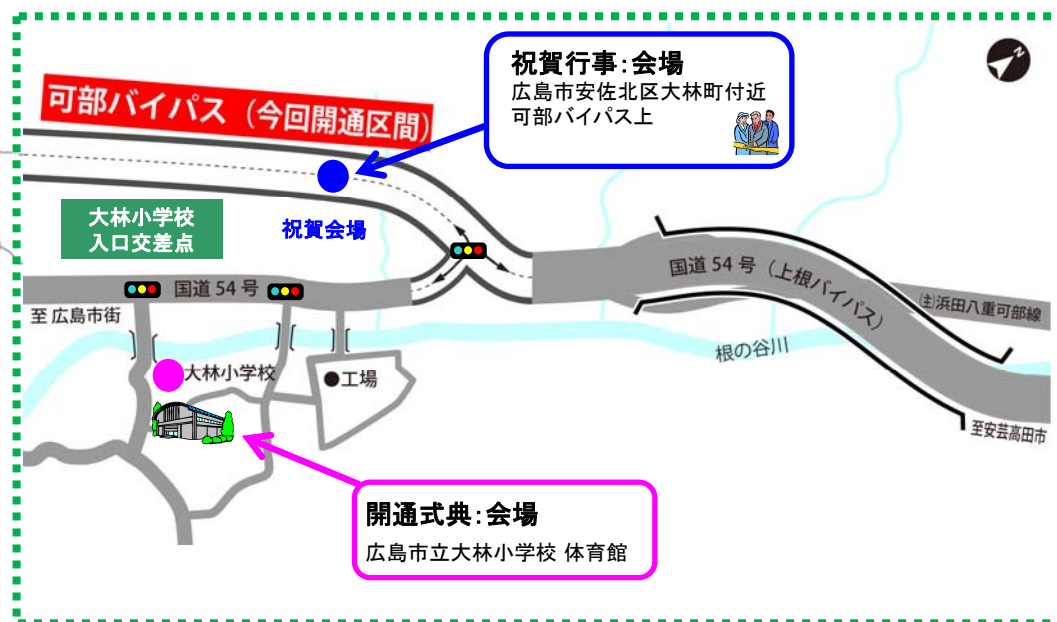 祝賀行事：会場
広島市安佐北区大林町付近
可部バイパス上
N
可部バイパス（今回開通区間）
大林小学校
入口交差点
祝賀会場
国道54号
至 広島市街
国道54号（上根バイパス）
(主)浜田八重可部線
根の谷川
大林小学校
●工場
至安芸高田市
開通式典：会場
広島市立大林小学校 体育館